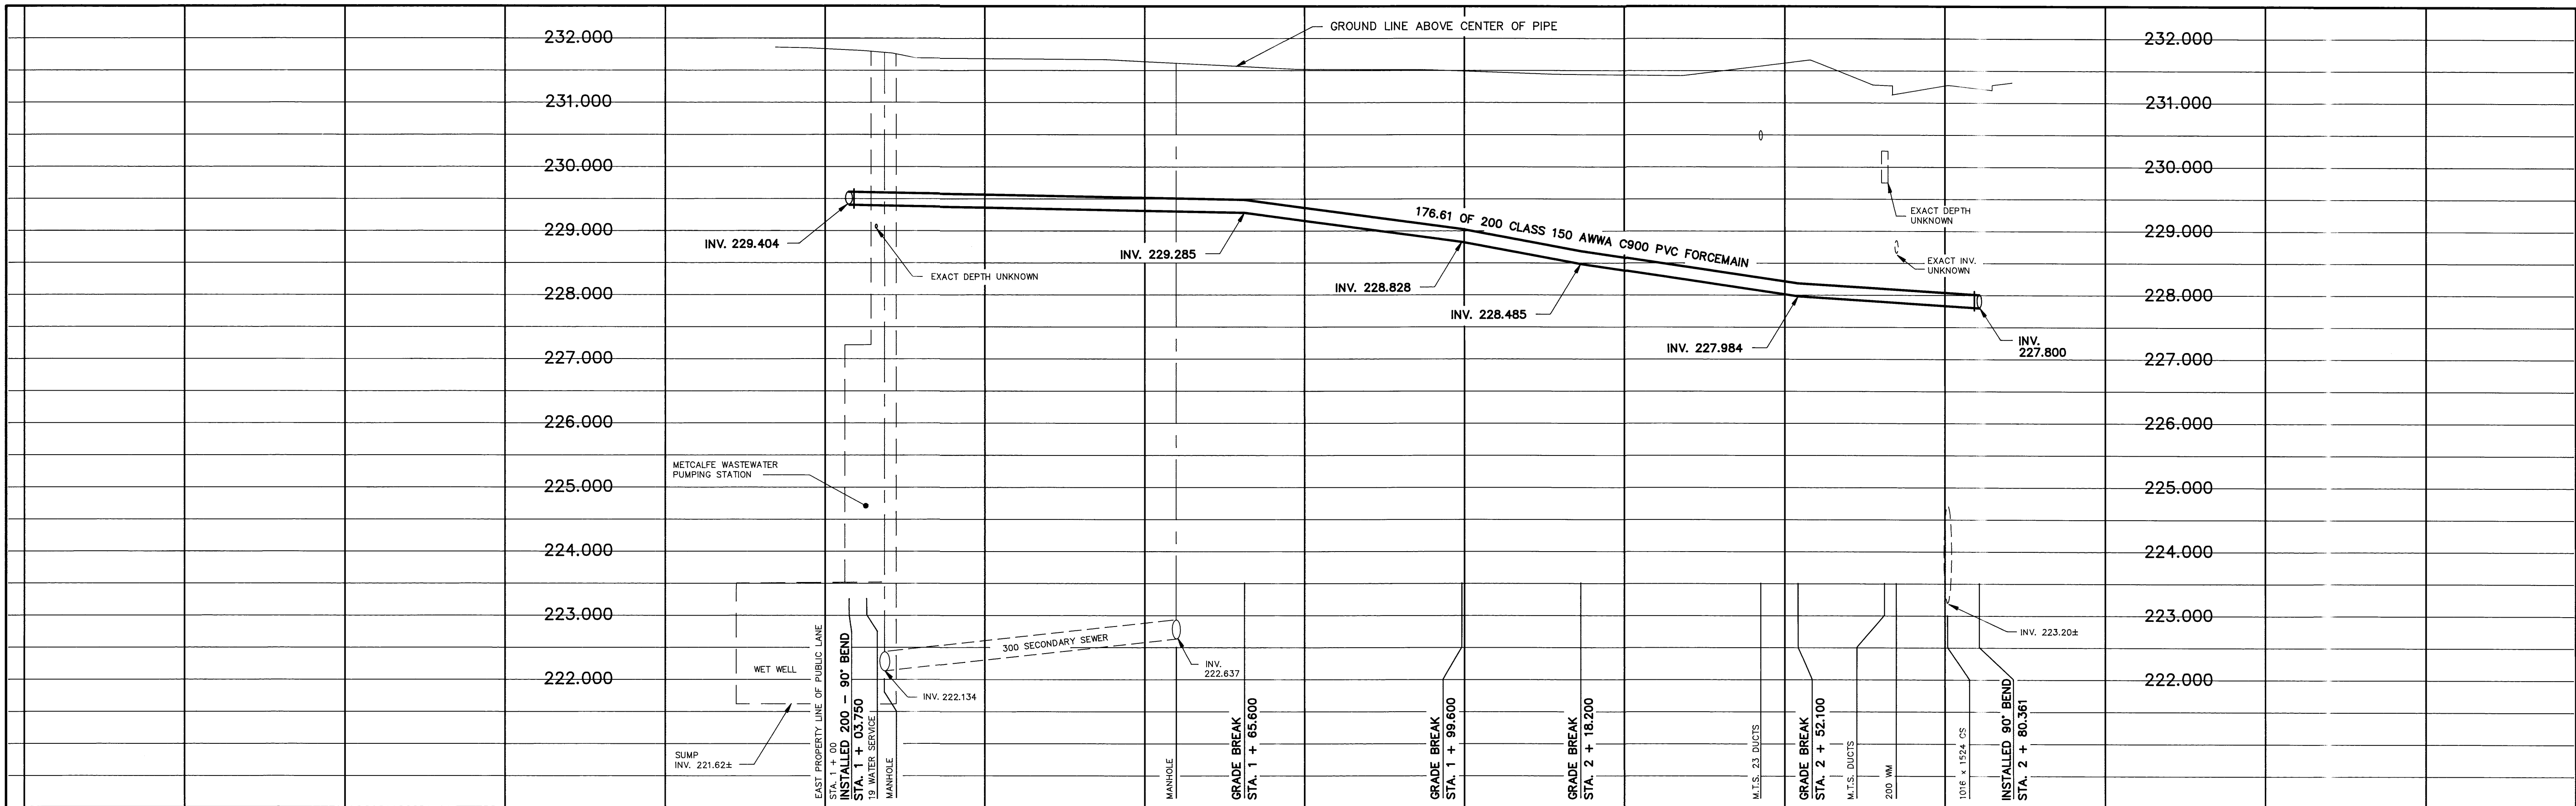 GROUND LINE ABOVE CENTER OF PIPE
232.000
232.000
231.000
231.000
230.000
230.000
229.000
229.000
228.000
228.000
227.000
227.000
226.000
226.000
225.000
225.000
224.000
224.000
223.000
223.000
222.000
222.000
176.61 OF 200 CLASS 150 AWWA C900 PVC FORCEMAIN
INV. 229.404
EXACT DEPTH UNKNOWN
INV. 229.285
INV. 228.828
INV. 228.485
INV. 227.984
INV.
227.800
EXACT DEPTH
UNKNOWN
EXACT INV.
UNKNOWN
METCALFE WASTEWATER
PUMPING STATION
WET WELL
SUMP
INV. 221.62±
300 SECONDARY SEWER
INV. 222.134
INV.
222.637
INV. 223.20±
EAST PROPERTY LINE OF PUBLIC LANE
STA. 1 + 00
INSTALLED 200 - 90° BEND
STA. 1 + 03.750
19 WATER SERVICE
MANHOLE
MANHOLE
GRADE BREAK
STA. 1 + 65.600
GRADE BREAK
STA. 1 + 99.600
GRADE BREAK
STA. 2 + 18.200
M.T.S. 23 DUCTS
GRADE BREAK
STA. 2 + 52.100
M.T.S. DUCTS
200 WM
1016 x 1524 CS
INSTALLED 90° BEND
STA. 2 + 80.361